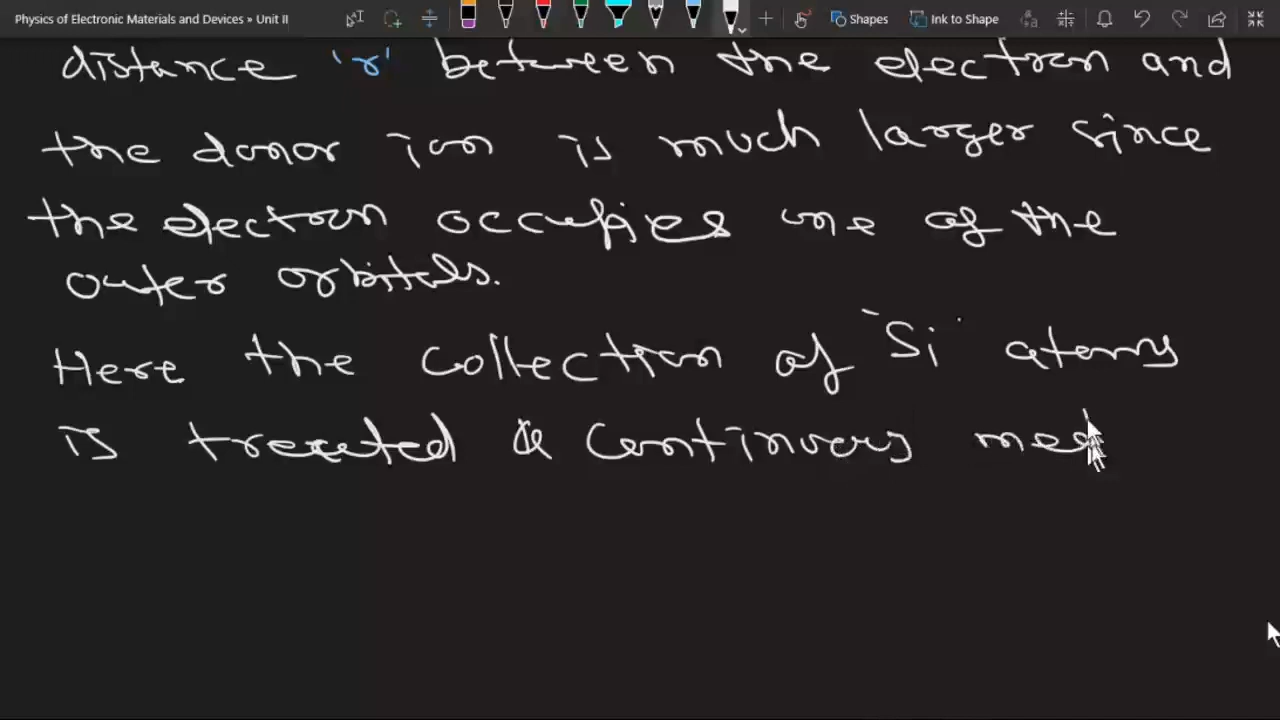 Physics of Electronic Materials and Devices » Unit II Shapes Ink to Shape
distance 'r' between the electron and
the donor ion is much larger since
the electron occupies one of the
outer orbitals.
Here the collection of Si atoms
is treated a continuous med